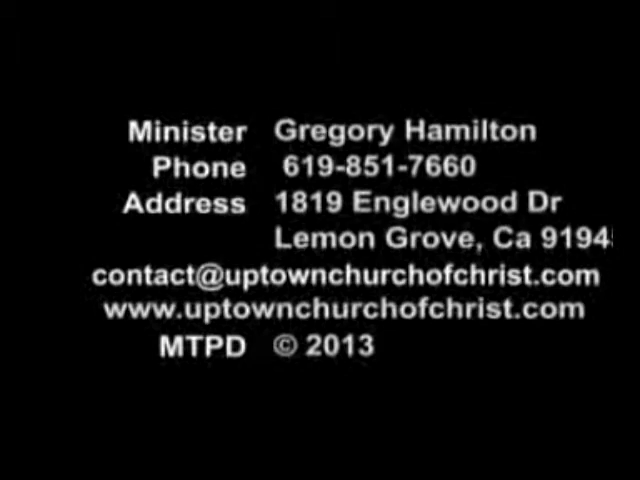 Minister Gregory Hamilton
Phone 619-851-7660
Address 1819 Englewood Dr
Lemon Grove, Ca
contact@uptownchurchofchrist.com
www.uptownchurchofchrist.com
MTPD © 2013